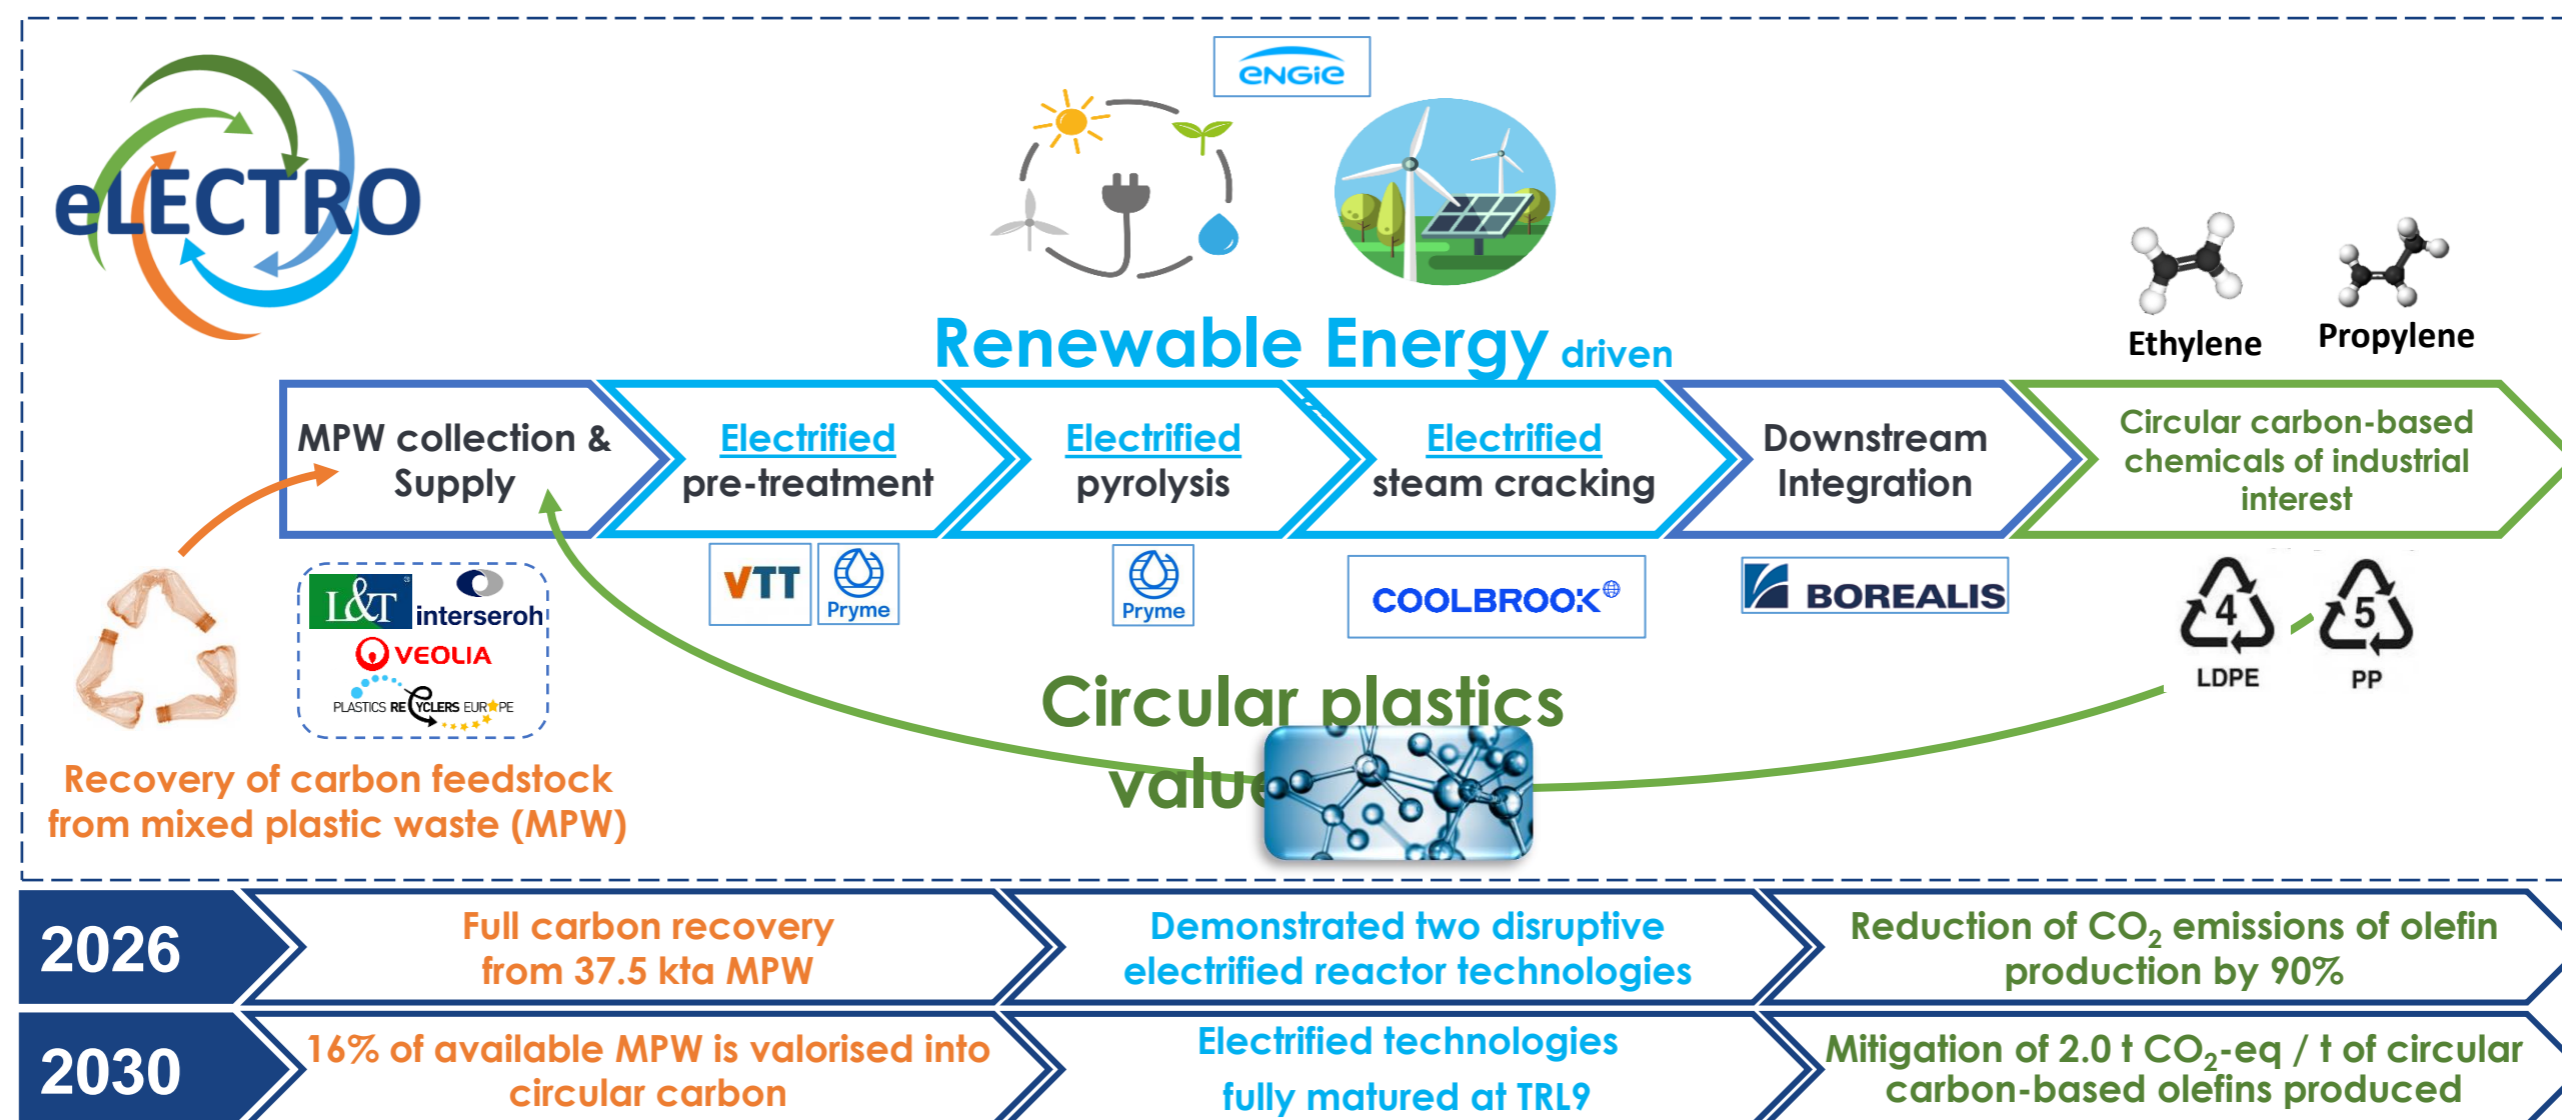 eLECTRO
ENGIE
Renewable Energy driven
Ethylene
Propylene
MPW collection &
Supply
Electrified
pre-treatment
Electrified
pyrolysis
Electrified
steam cracking
Downstream
Integration
Circular carbon-based
chemicals of industrial
interest
L&T
interseroh
VEOLIA
PLASTICS RECYCLERS EUROPE
VTT
Pryme
Pryme
COOLBROOK
BOREALIS
4
LDPE
5
PP
Circular plastics
value
Recovery of carbon feedstock
from mixed plastic waste (MPW)
2026
Full carbon recovery
from 37.5 kta MPW
Demonstrated two disruptive
electrified reactor technologies
Reduction of CO₂ emissions of olefin
production by 90%
2030
16% of available MPW is valorised into
circular carbon
Electrified technologies
fully matured at TRL9
Mitigation of 2.0 t CO₂-eq / t of circular
carbon-based olefins produced